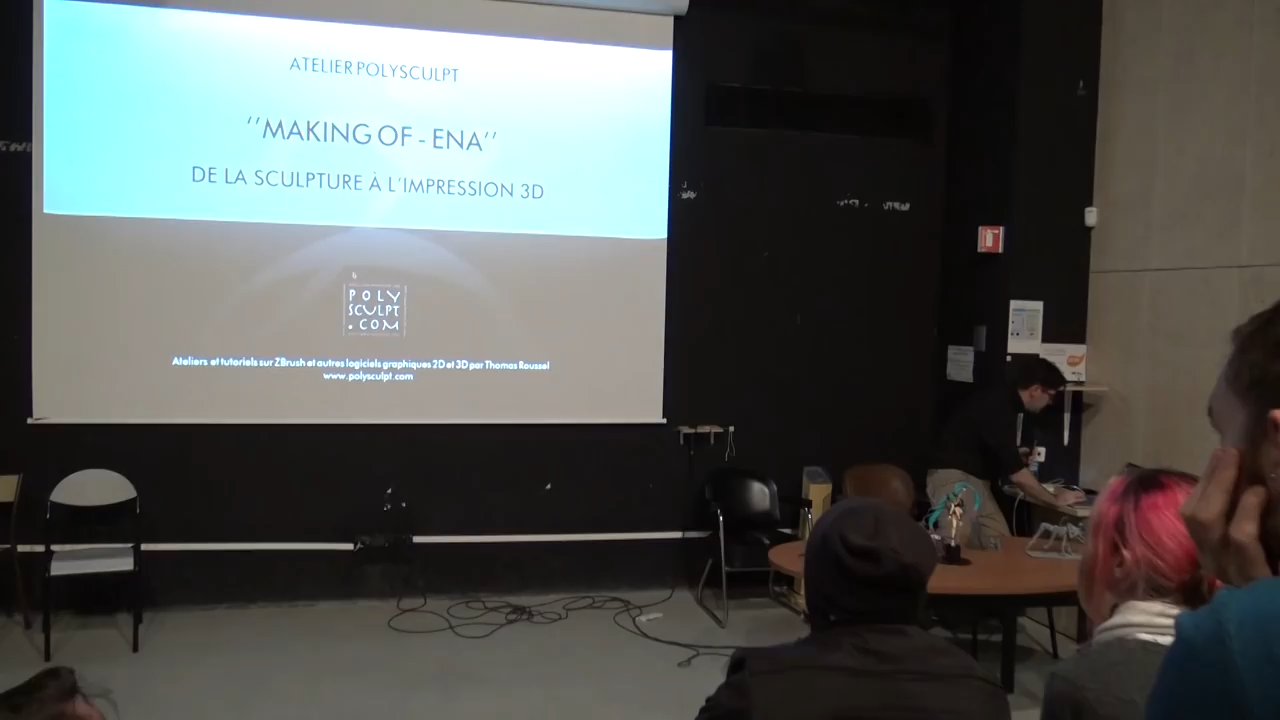 ATELIER POLYSCULPT
‘‘MAKING OF - ENA’’
DE LA SCULPTURE À L’IMPRESSION 3D
POLY
SCULPT
.COM
Ateliers et tutoriels sur ZBrush et autres logiciels graphiques 2D et 3D par Thomas Roussel
www.polysculpt.com